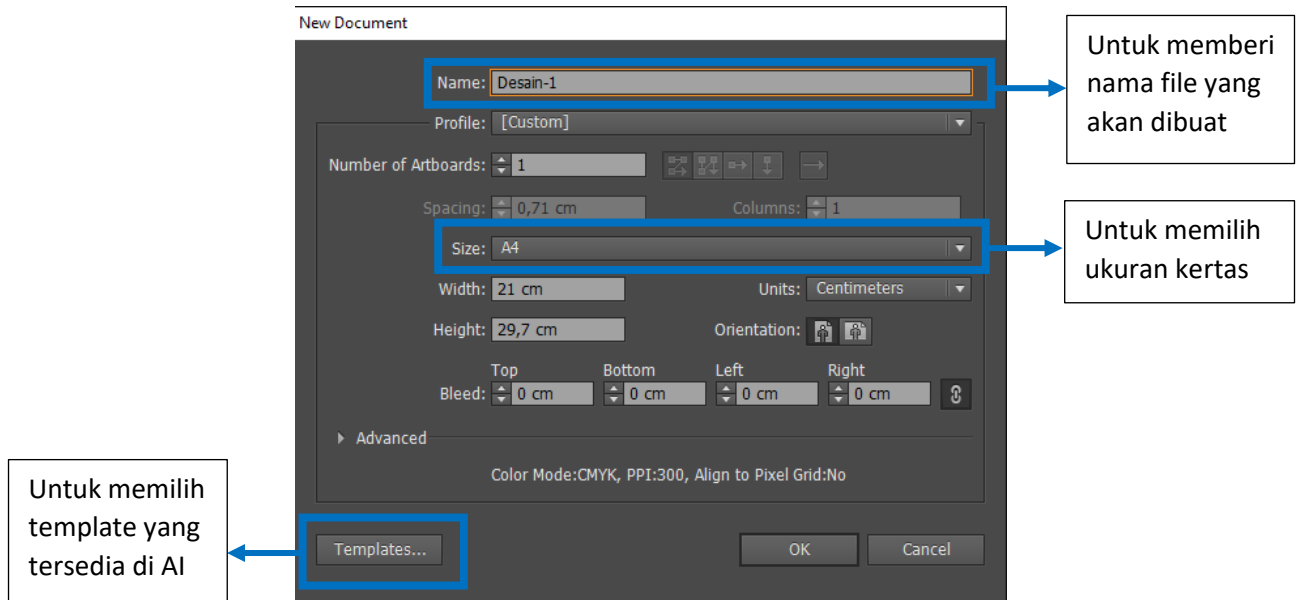 New Document
Name: Desain-1
Untuk memberi
nama file yang
akan dibuat
Profile: [Custom]
Number of Artboards: 1
Spacing: 0,71 cm Columns: 1
Size: A4
Untuk memilih
ukuran kertas
Width: 21 cm Units: Centimeters
Height: 29,7 cm Orientation:
Top Bottom Left Right
Bleed: 0 cm 0 cm 0 cm 0 cm
Advanced
Color Mode:CMYK, PPI:300, Align to Pixel Grid:No
Untuk memilih
template yang
tersedia di AI
Templates... OK Cancel